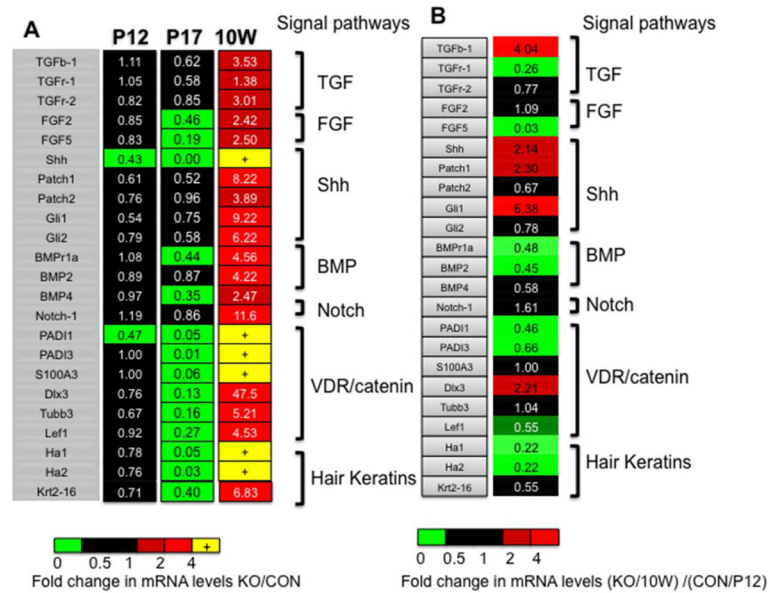 A
P12 P17 10W
Signal pathways
TGFb-1 1.11 0.62 3.53
TGFr-1 1.05 0.58 1.38
TGFr-2 0.82 0.85 3.01
TGF
FGF2 0.85 0.46 2.42
FGF5 0.83 0.19 2.50
FGF
Shh 0.43 0.00 +
Patch1 0.61 0.52 8.22
Patch2 0.76 0.96 3.89
Gli1 0.54 0.75 9.22
Gli2 0.79 0.58 6.22
Shh
BMPr1a 1.08 0.44 4.56
BMP2 0.89 0.87 4.22
BMP4 0.97 0.35 2.47
BMP
Notch-1 1.19 0.86 11.6
Notch
PADI1 0.47 0.05 +
PADI3 1.00 0.01 +
S100A3 1.00 0.06 +
Dlx3 0.76 0.13 47.5
Tubb3 0.67 0.16 5.21
Lef1 0.92 0.27 4.53
VDR/catenin
Ha1 0.78 0.05 +
Ha2 0.76 0.03 +
Krt2-16 0.71 0.40 6.83
Hair Keratins
+
0 0.5 1 2 4
Fold change in mRNA levels KO/CON
B
Signal pathways
TGFb-1 4.04
TGFr-1 0.26
TGFr-2 0.77
TGF
FGF2 1.09
FGF5 0.03
FGF
Shh 2.14
Patch1 2.30
Patch2 0.67
Gli1 6.38
Gli2 0.78
Shh
BMPr1a 0.48
BMP2 0.45
BMP4 0.58
BMP
Notch-1 1.61
Notch
PADI1 0.46
PADI3 0.66
S100A3 1.00
Dlx3 2.21
Tubb3 1.04
Lef1 0.55
VDR/catenin
Ha1 0.22
Ha2 0.22
Krt2-16 0.55
Hair Keratins
0 0.5 1 2 4
Fold change in mRNA levels (KO/10W) /(CON/P12)